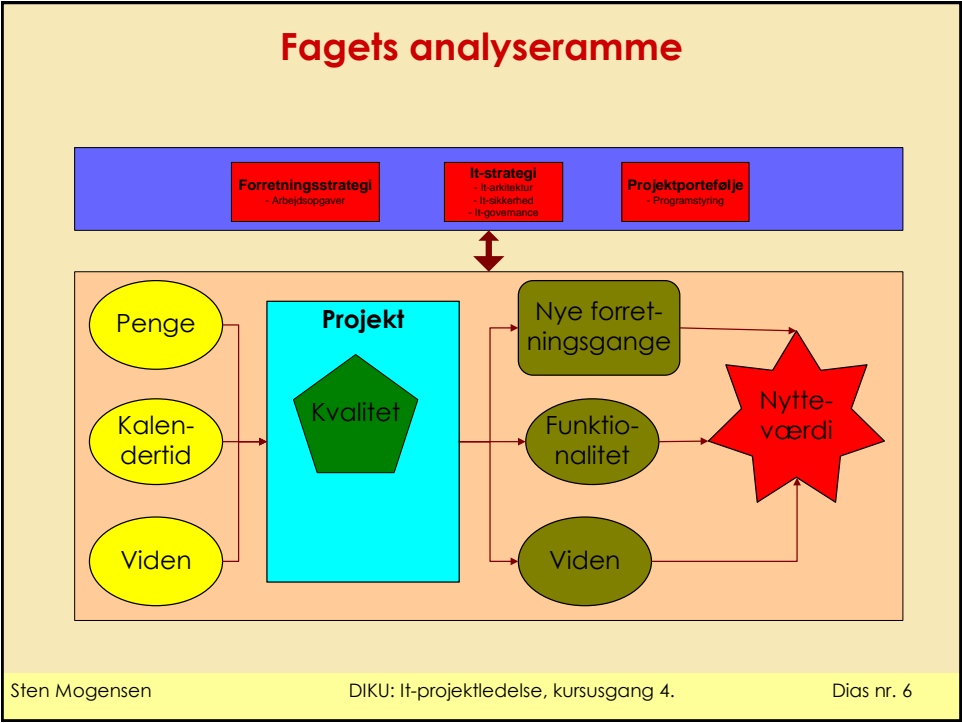 Fagets analyseramme
Forretningsstrategi
- Arbejdsopgaver
It-strategi
- It-arkitektur
- It-sikkerhed
- It-governance
Projektportefølje
- Programstyring
Penge
Kalen-
dertid
Viden
Projekt
Kvalitet
Nye forret-
ningsgange
Funktio-
nalitet
Viden
Nytte-
værdi
Sten Mogensen
DIKU: It-projektledelse, kursusgang 4.
Dias nr. 6